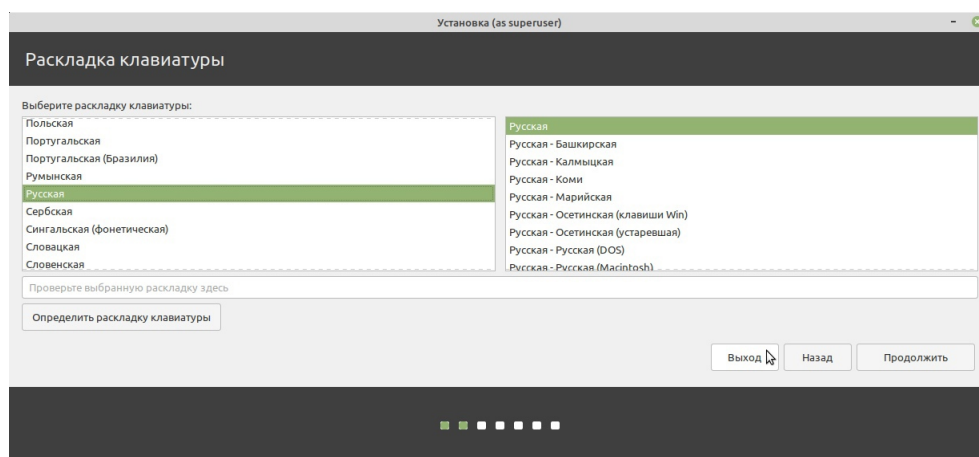 Установка (as superuser)
Раскладка клавиатуры
Выберите раскладку клавиатуры:
Польская
Португальская
Португальская (Бразилия)
Румынская
Русская
Сербская
Сингальская (фонетическая)
Словацкая
Словенская
Русская
Русская - Башкирская
Русская - Калмыцкая
Русская - Коми
Русская - Марийская
Русская - Осетинская (клавиши Win)
Русская - Осетинская (устаревшая)
Русская - Русская (DOS)
Русская - Русская (Macintosh)
Проверьте выбранную раскладку здесь
Определить раскладку клавиатуры
Выход Назад Продолжить